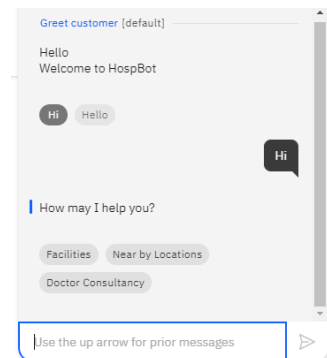 Greet customer [default]
Hello
Welcome to HospBot
Hi Hello
Hi
How may I help you?
Facilities Near by Locations
Doctor Consultancy
Use the up arrow for prior messages